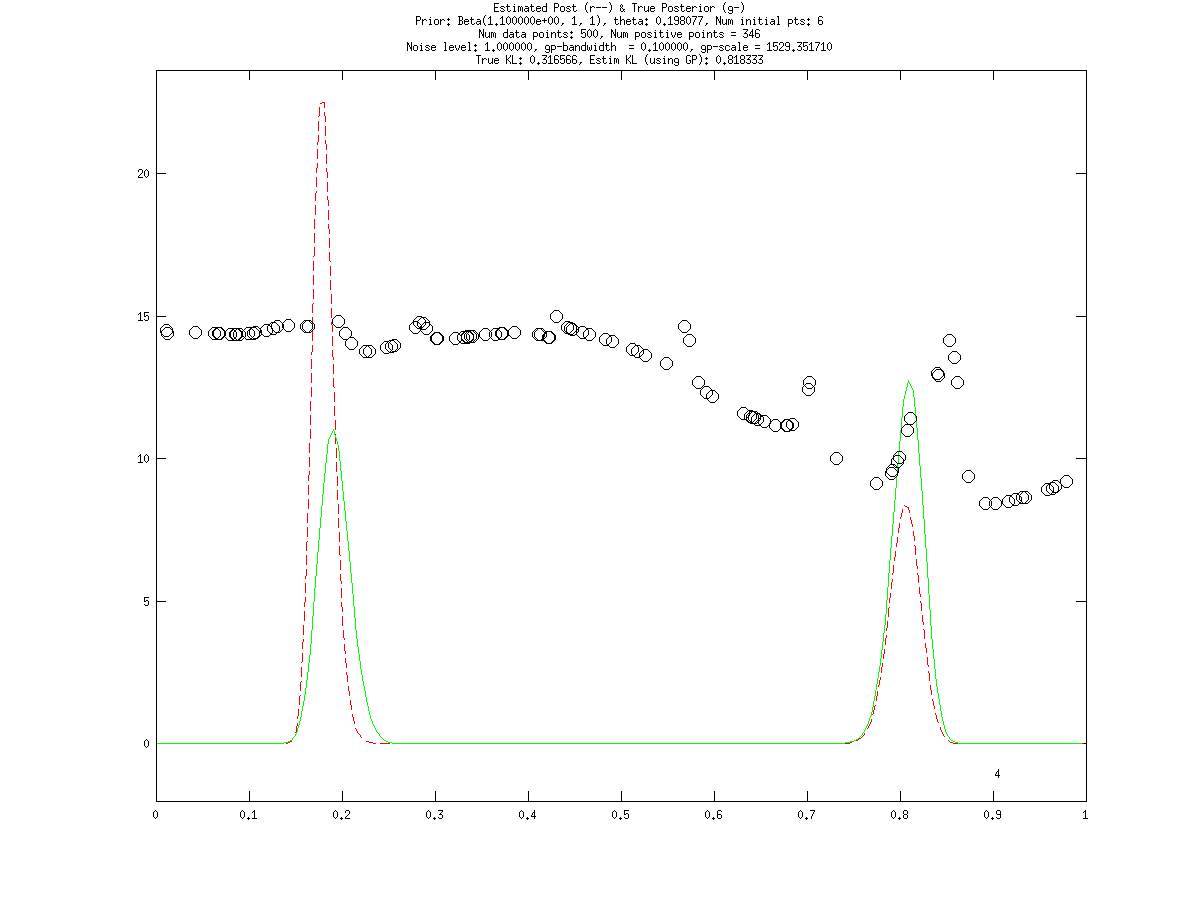 Estimated Post (r--) & True Posterior (g-)
Prior: Beta(1.100000e+00, 1, 1), theta: 0.198077, Num initial pts: 6
Num data points: 500, Num positive points = 346
Noise level: 1.000000, gp-bandwidth  = 0.100000, gp-scale = 1529.351710
True KL: 0.316566, Estim KL (using GP): 0.818333
20
15
10
5
0
4
0 0.1 0.2 0.3 0.4 0.5 0.6 0.7 0.8 0.9 1